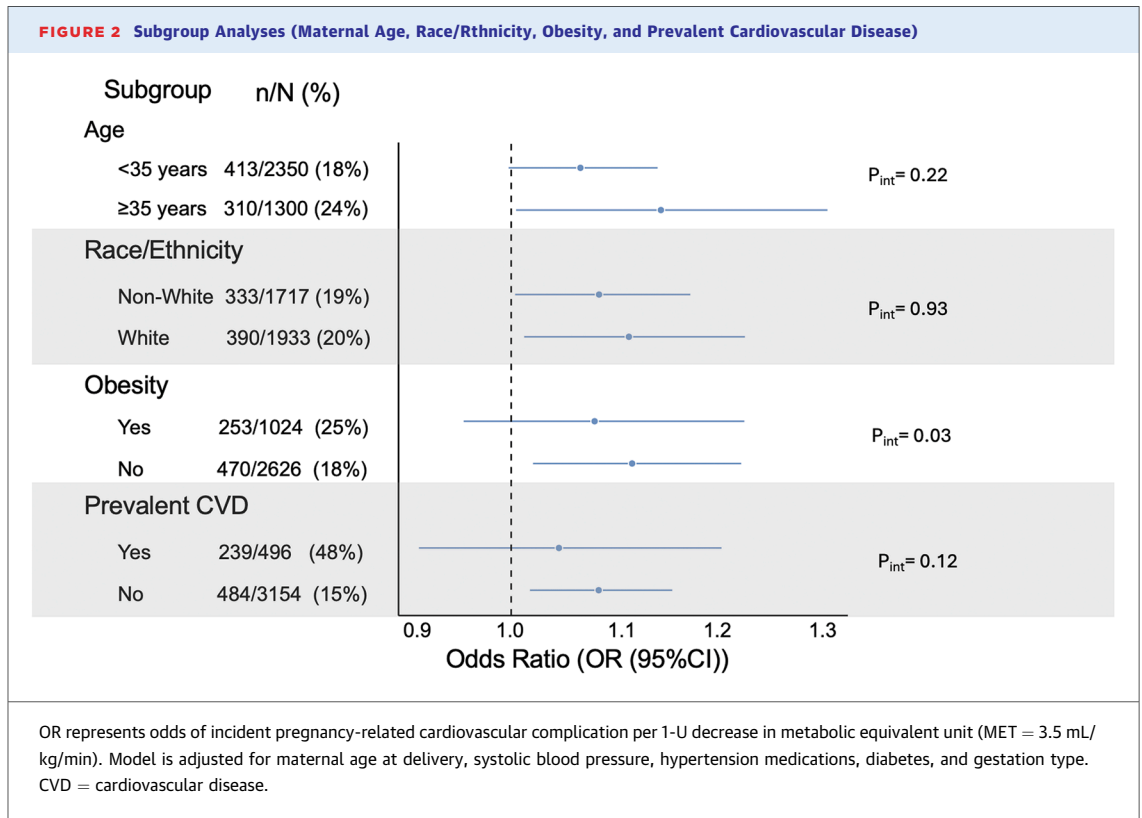 FIGURE 2 Subgroup Analyses (Maternal Age, Race/Rthnicity, Obesity, and Prevalent Cardiovascular Disease)
Subgroup n/N (%)
Age
<35 years 413/2350 (18%) Pint= 0.22
≥35 years 310/1300 (24%)
Race/Ethnicity
Non-White 333/1717 (19%) Pint= 0.93
White 390/1933 (20%)
Obesity
Yes 253/1024 (25%) Pint= 0.03
No 470/2626 (18%)
Prevalent CVD
Yes 239/496 (48%) Pint= 0.12
No 484/3154 (15%)
0.9 1.0 1.1 1.2 1.3
Odds Ratio (OR (95%CI))
OR represents odds of incident pregnancy-related cardiovascular complication per 1-U decrease in metabolic equivalent unit (MET = 3.5 mL/
kg/min). Model is adjusted for maternal age at delivery, systolic blood pressure, hypertension medications, diabetes, and gestation type.
CVD = cardiovascular disease.